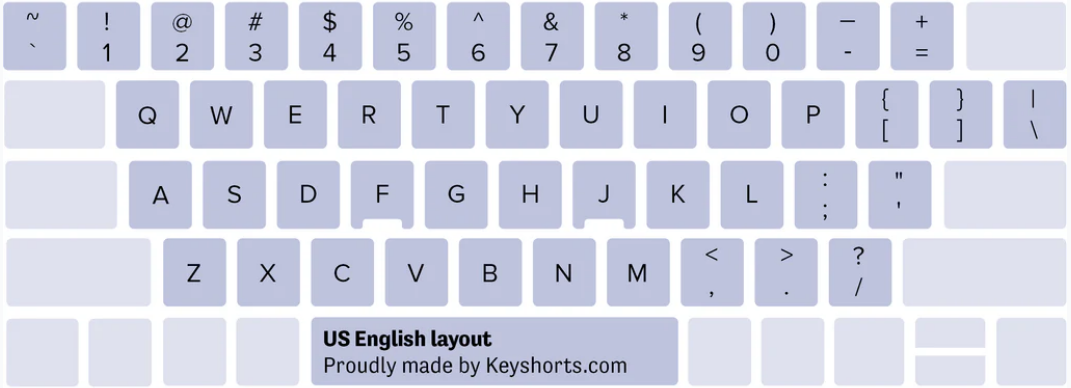 ~ ! @ # $ % ^ & * ( ) – +
` 1 2 3 4 5 6 7 8 9 0 - =
Q W E R T Y U I O P { } |
[ ] \
A S D F G H J K L : "
; '
Z X C V B N M < > ?
, . /
US English layout
Proudly made by Keyshorts.com